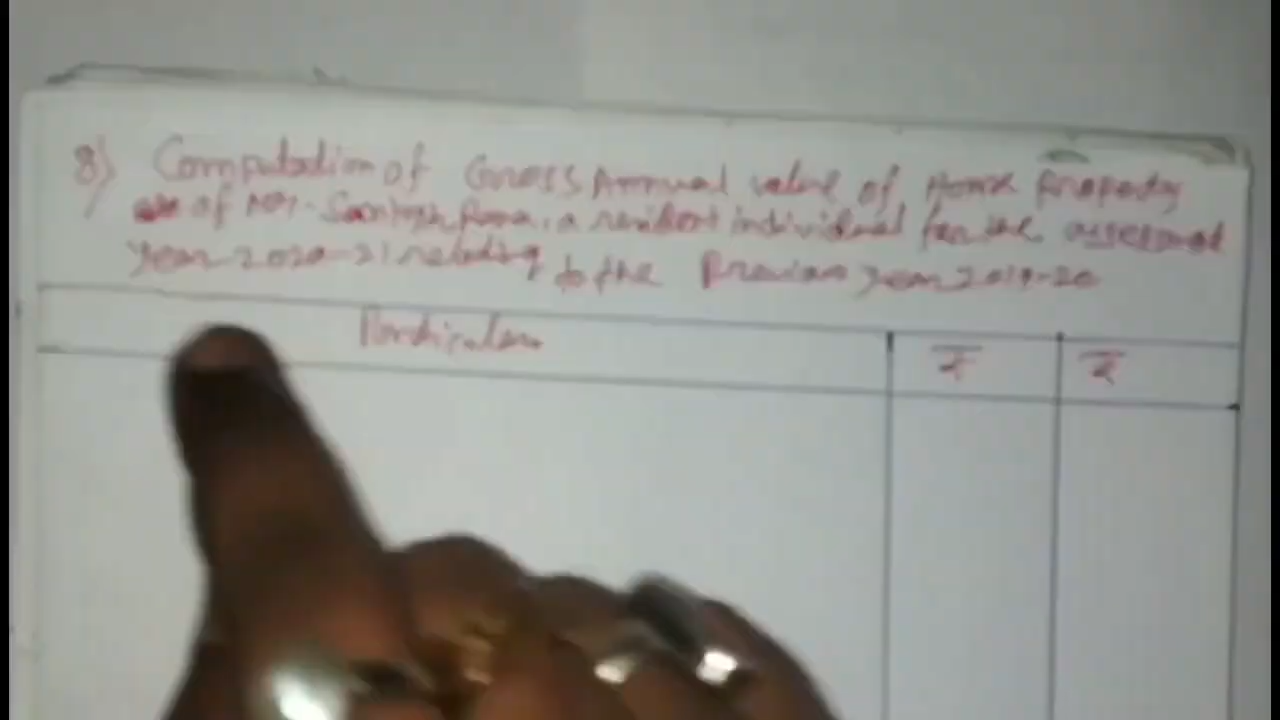 8) Computation of Gross Annual value of House Property
of Mr. Santosh Rana, a resident individual for the assessment
year 2020-21 relating to the Previous year 2019-20
Particulars ₹ ₹